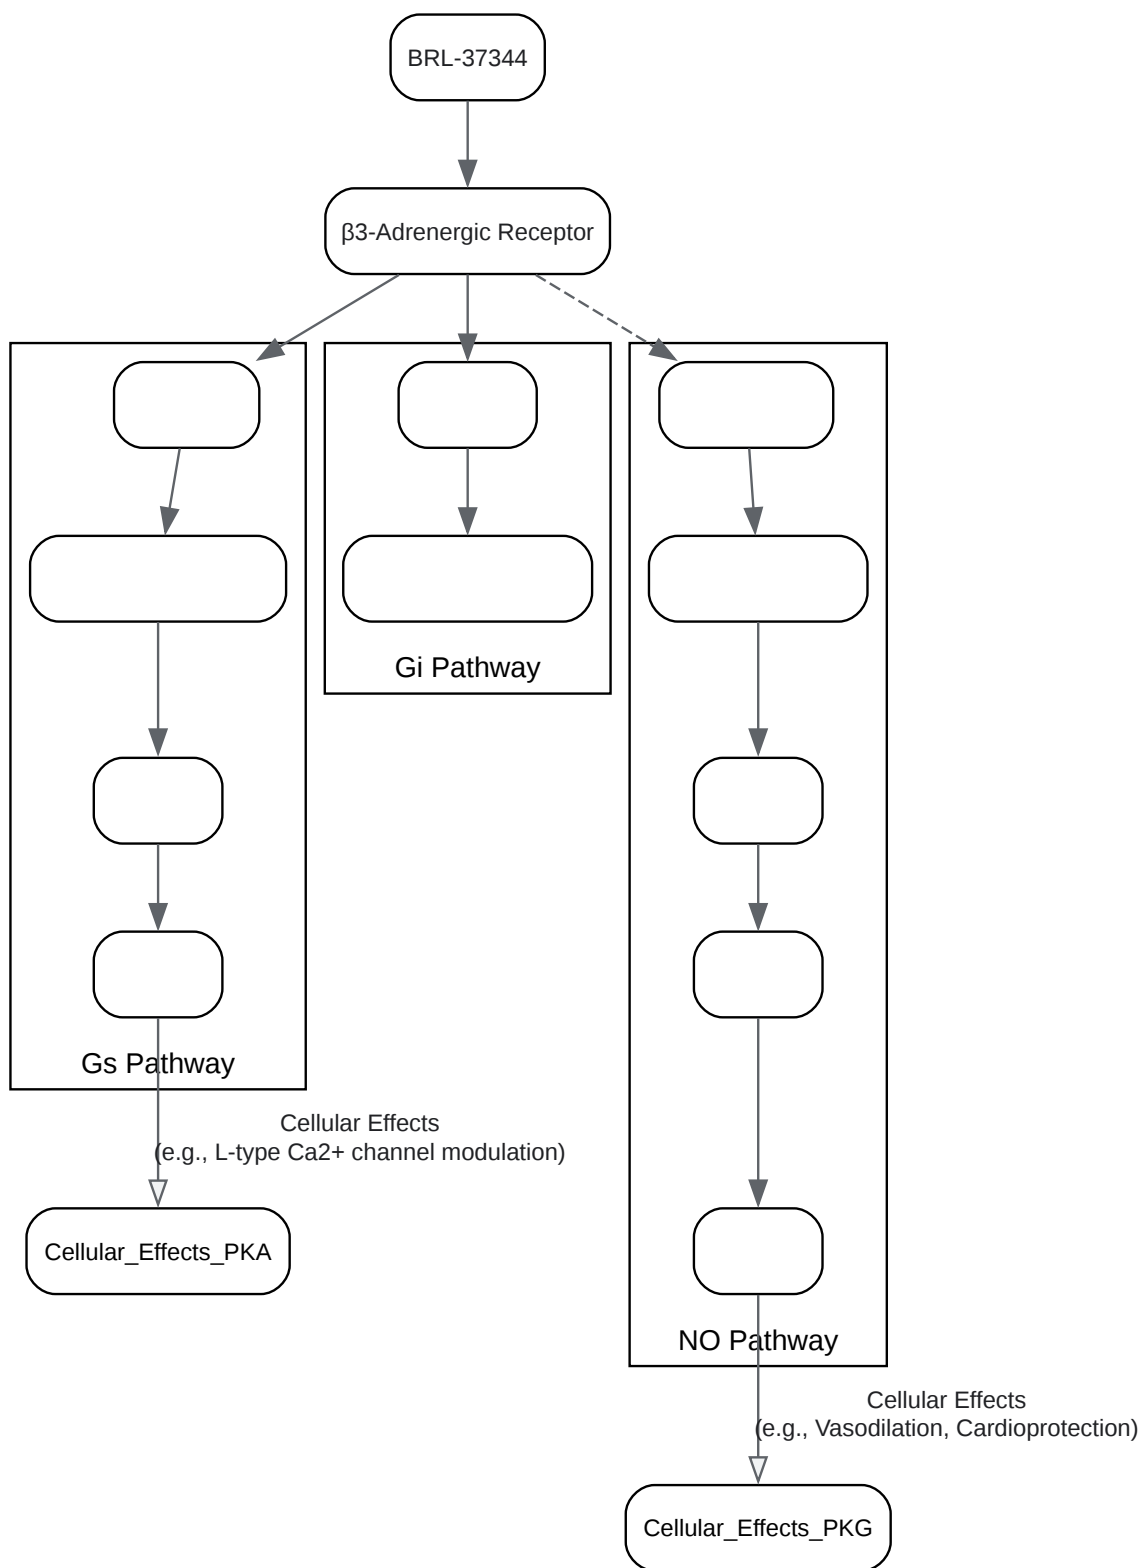 BRL-37344
β3-Adrenergic Receptor
Gi Pathway
Gs Pathway
Cellular Effects
(e.g., L-type Ca2+ channel modulation)
Cellular_Effects_PKA
NO Pathway
Cellular Effects
(e.g., Vasodilation, Cardioprotection)
Cellular_Effects_PKG